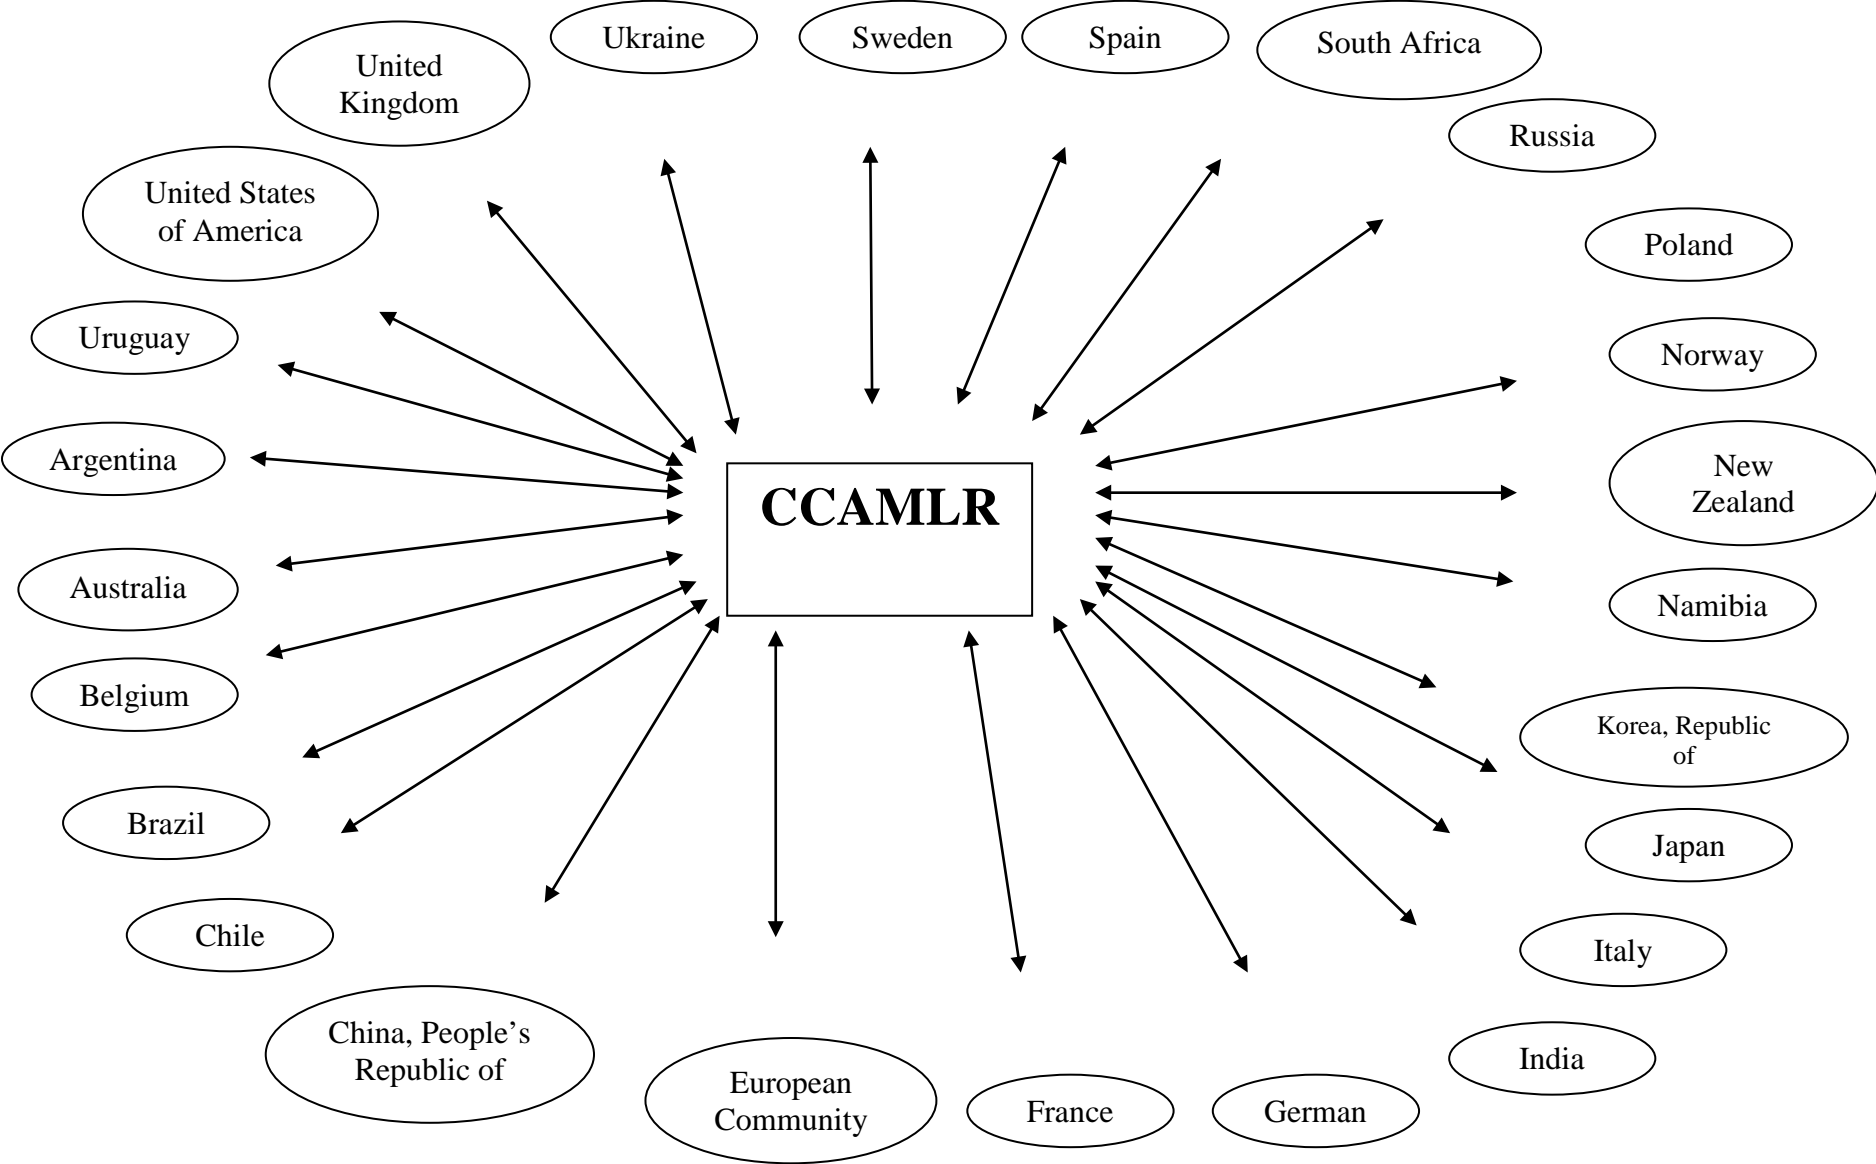 Ukraine
Sweden
Spain
South Africa
United
Kingdom
Russia
United States
of America
Poland
Uruguay
Norway
Argentina
New
Zealand
CCAMLR
Australia
Namibia
Belgium
Korea, Republic
of
Brazil
Japan
Chile
Italy
China, People’s
Republic of
India
European
Community
France
German